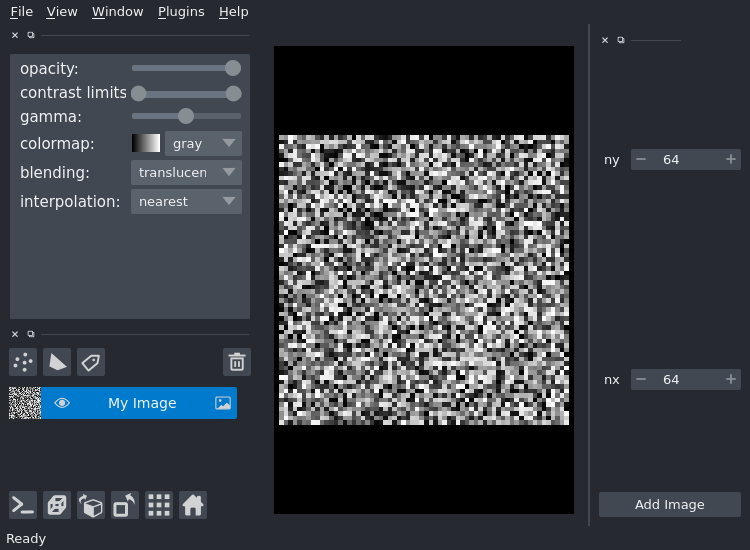 File View Window Plugins Help
opacity:
contrast limits
gamma:
colormap: gray
blending: translucen
interpolation: nearest
My Image
ny 64
nx 64
Add Image
Ready